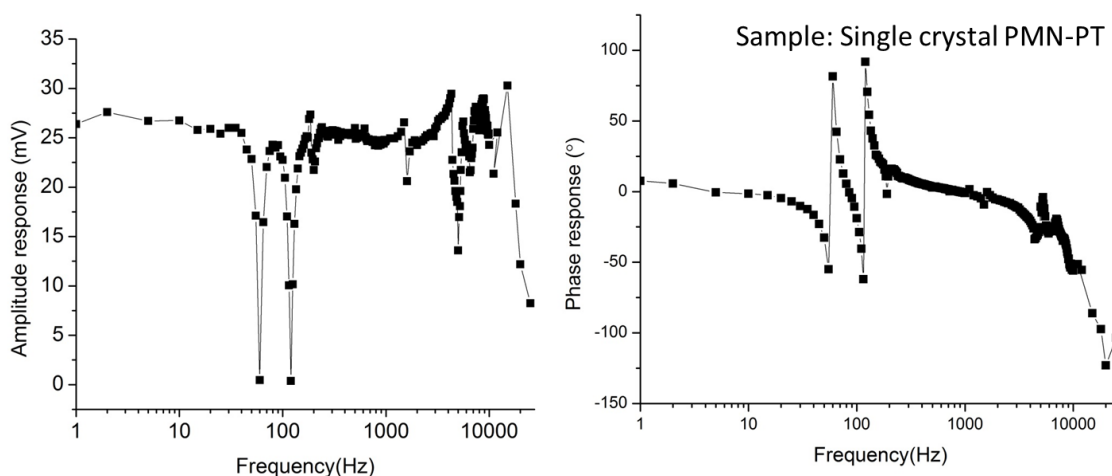 35
30
25
20
15
10
5
0
Amplitude response (mV)
1 10 100 1000 10000
Frequency(Hz)
Sample: Single crystal PMN-PT
100
50
0
-50
-100
-150
Phase response (°)
1 10 100 1000 10000
Frequency(Hz)